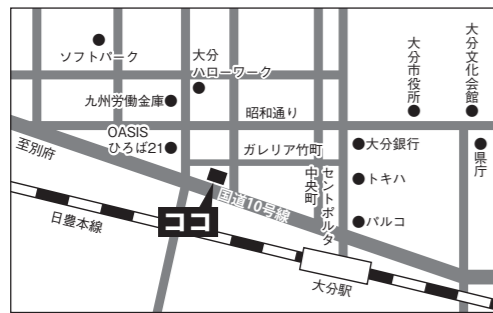 ソフトパーク
大分
ハローワーク
大分市役所
大分文化会館
九州労働金庫
昭和通り
OASIS
ひろば21
ガレリア竹町
大分銀行
県庁
至別府
国道10号線
中央町
セントポルタ
トキハ
パルコ
日豊本線
ココ
大分駅